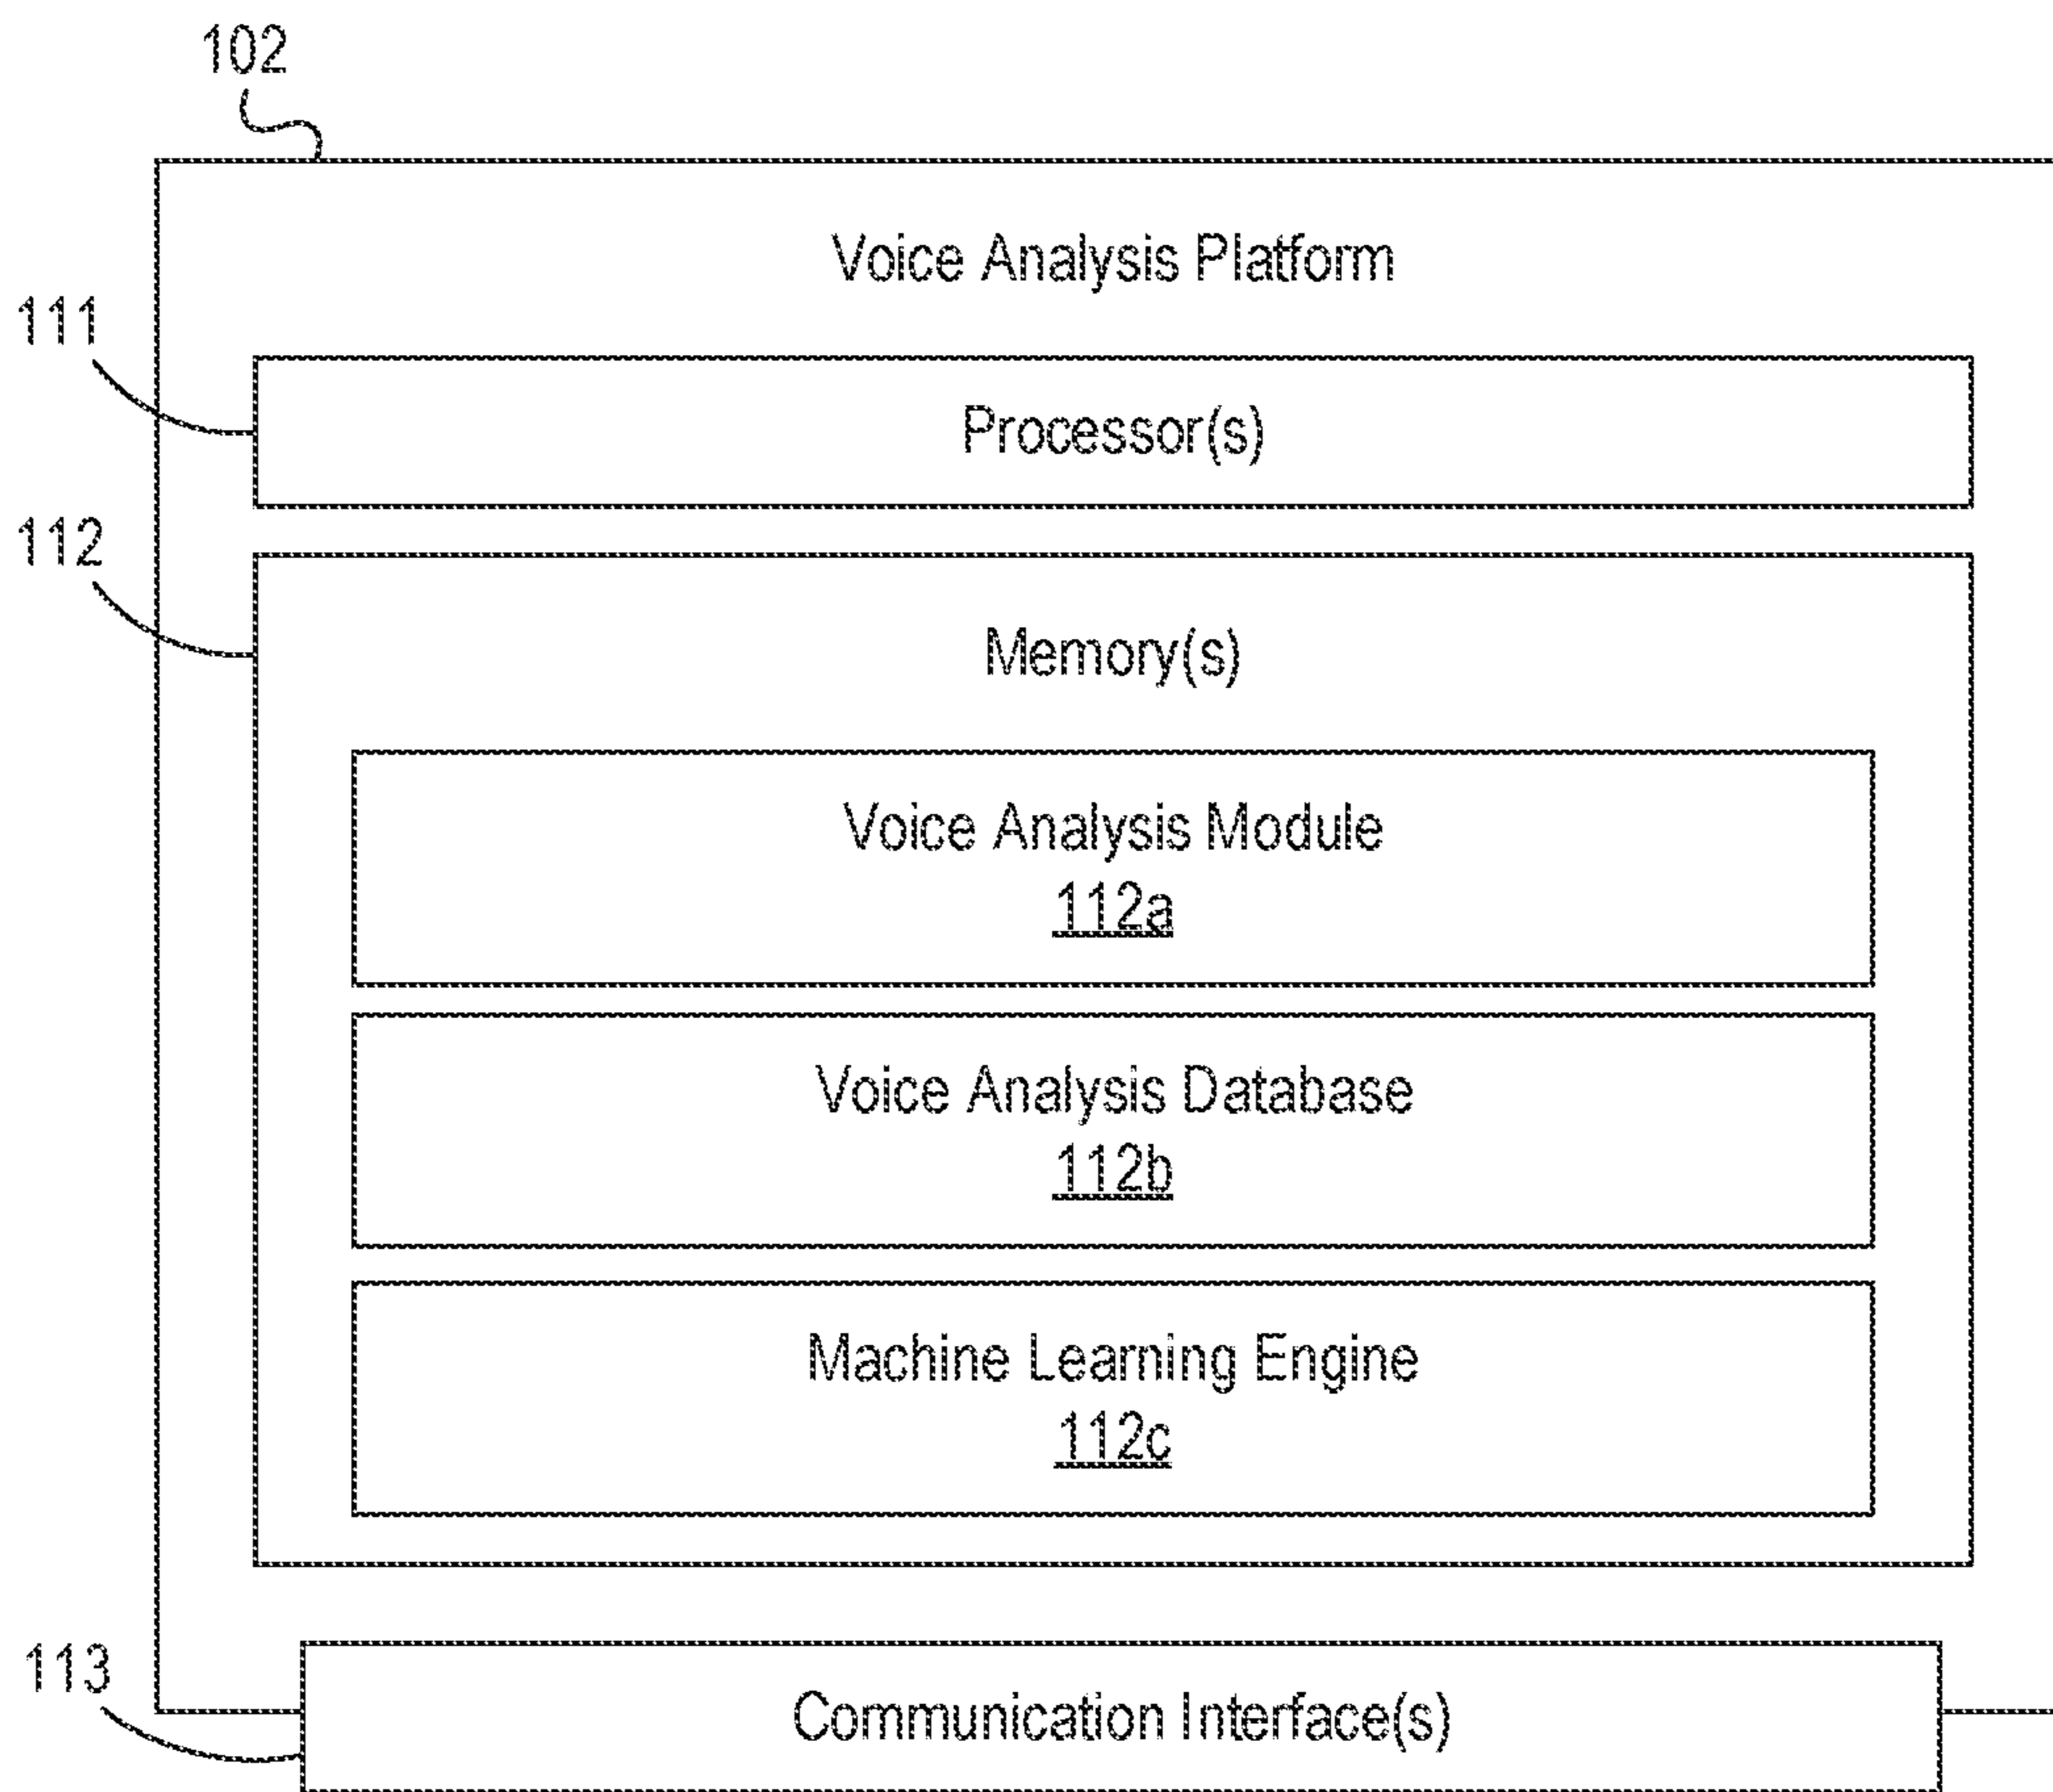 102
Voice Analysis Platform
111
Processor(s)
112
Memory(s)
Voice Analysis Module
112a
Voice Analysis Database
112b
Machine Learning Engine
112c
113
Communication Interface(s)